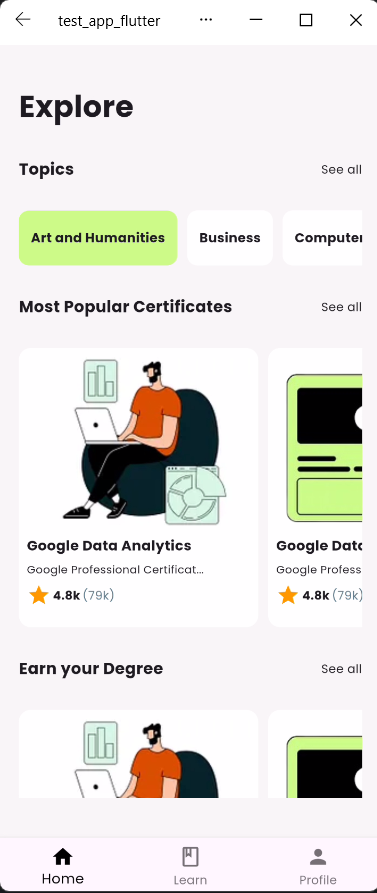 test_app_flutter
Explore
Topics See all
Art and Humanities Business Computer
Most Popular Certificates See all
Google Data Analytics Google Data
Google Professional Certificat... Google Profess
4.8k (79k) 4.8k (79k)
Earn your Degree See all
Home Learn Profile